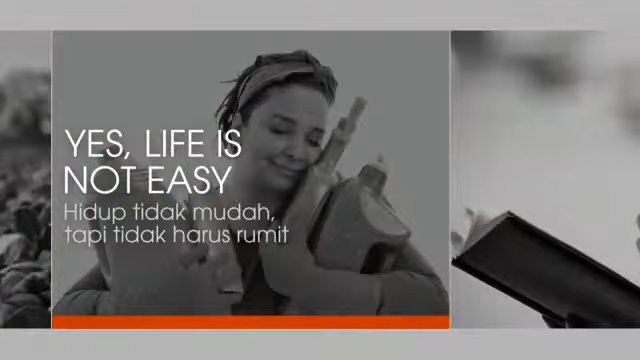 YES, LIFE IS
NOT EASY
Hidup tidak mudah,
tapi tidak harus rumit